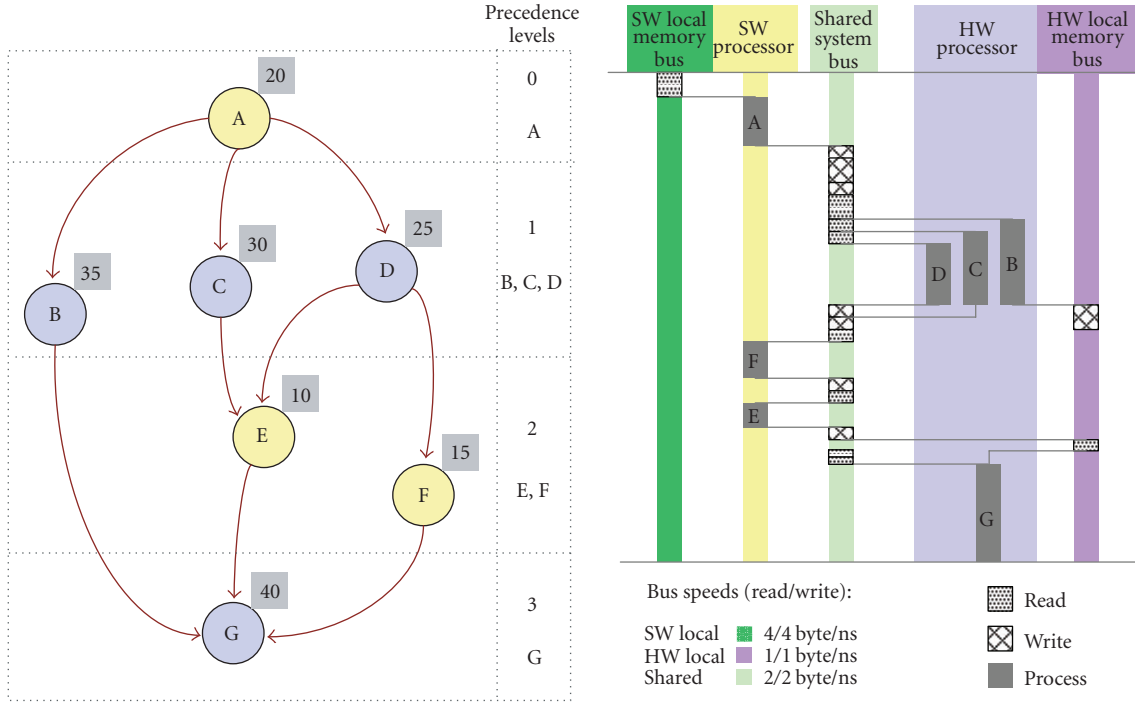 Precedence
levels
20
0
A
A
1
25
30
35
D
C
B, C, D
B
10
2
E
15
E, F
F
40
3
G
G
SW local
memory
bus
SW
processor
Shared
system
bus
HW
processor
HW local
memory
bus
A
D
C
B
F
E
G
Bus speeds (read/write):
SW local 4/4 byte/ns
HW local 1/1 byte/ns
Shared 2/2 byte/ns
Read
Write
Process